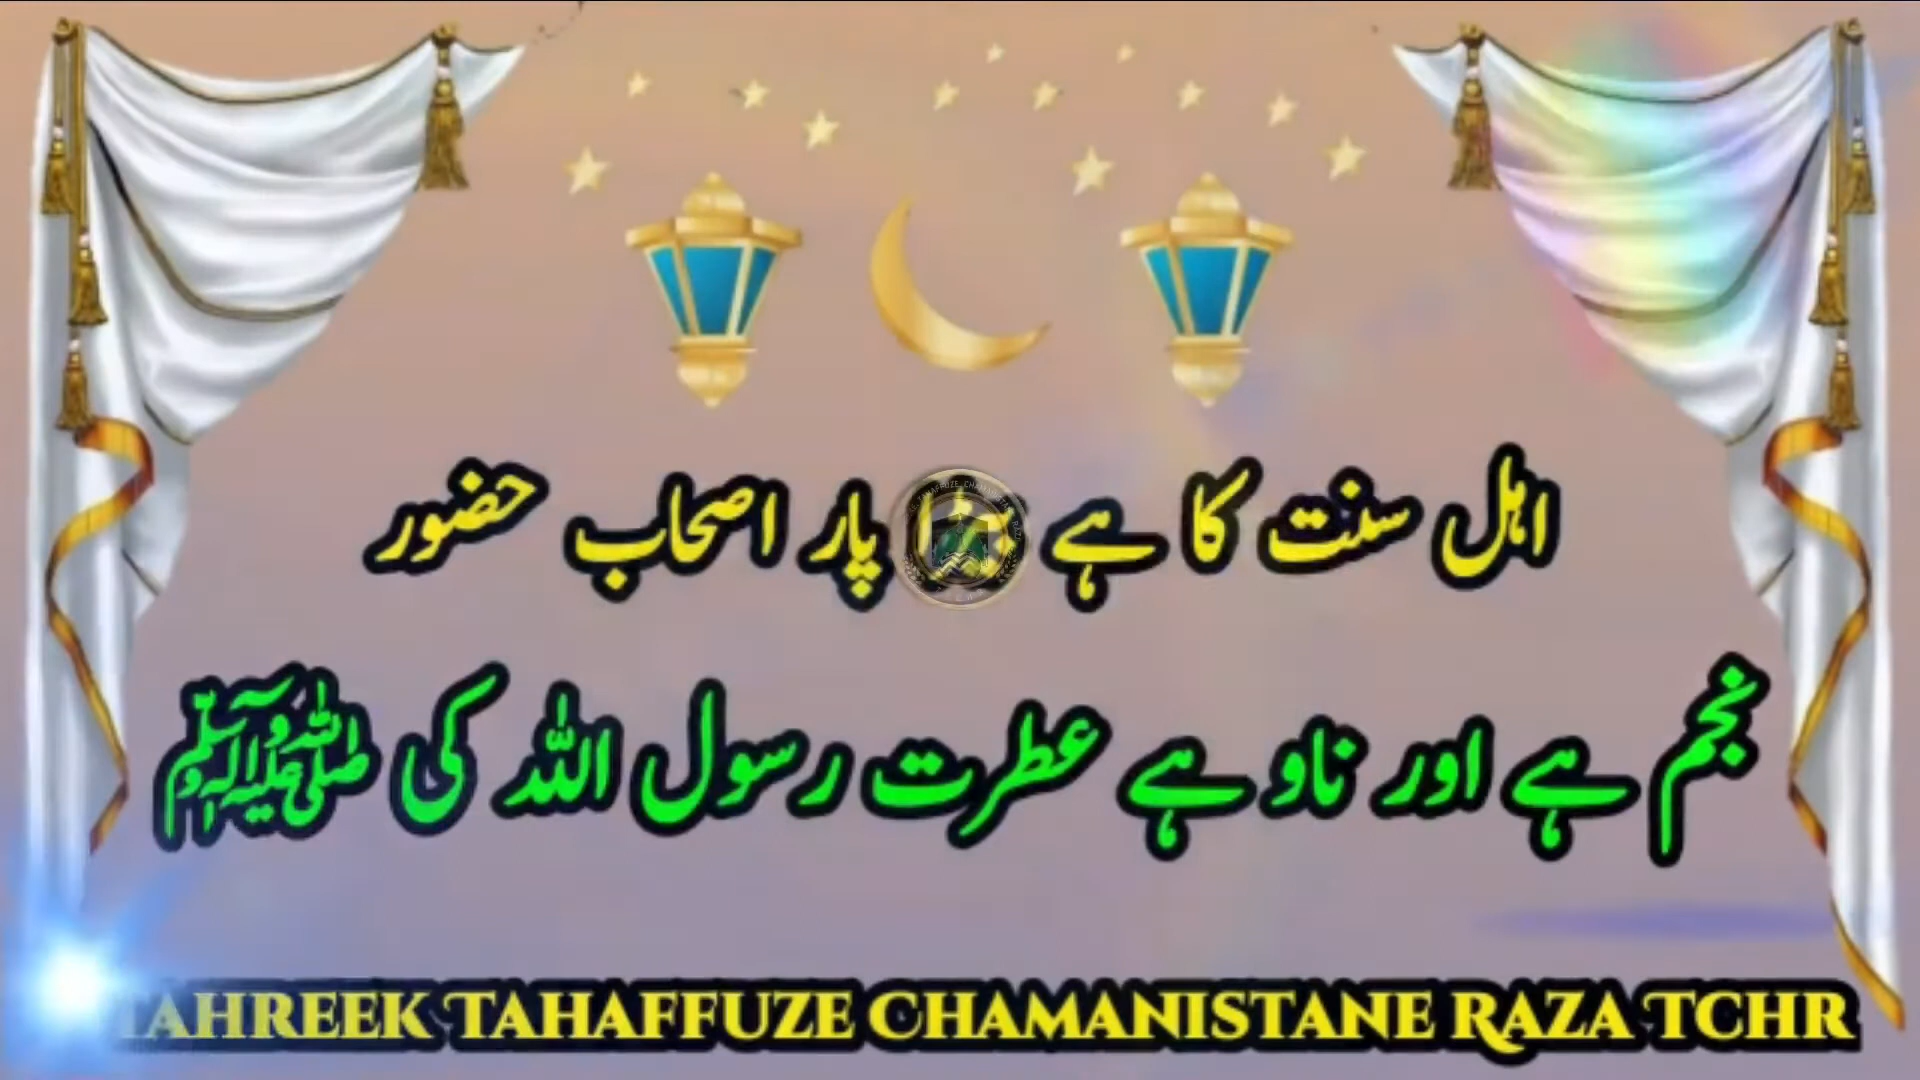 اہل سنت کا ہے پار اصحاب حضور
نجم ہے اور ناو ہے عطرت رسول اللہ کی ﷺ
TAHREEK TAHAFFUZE CHAMANISTANE RAZA TCHR